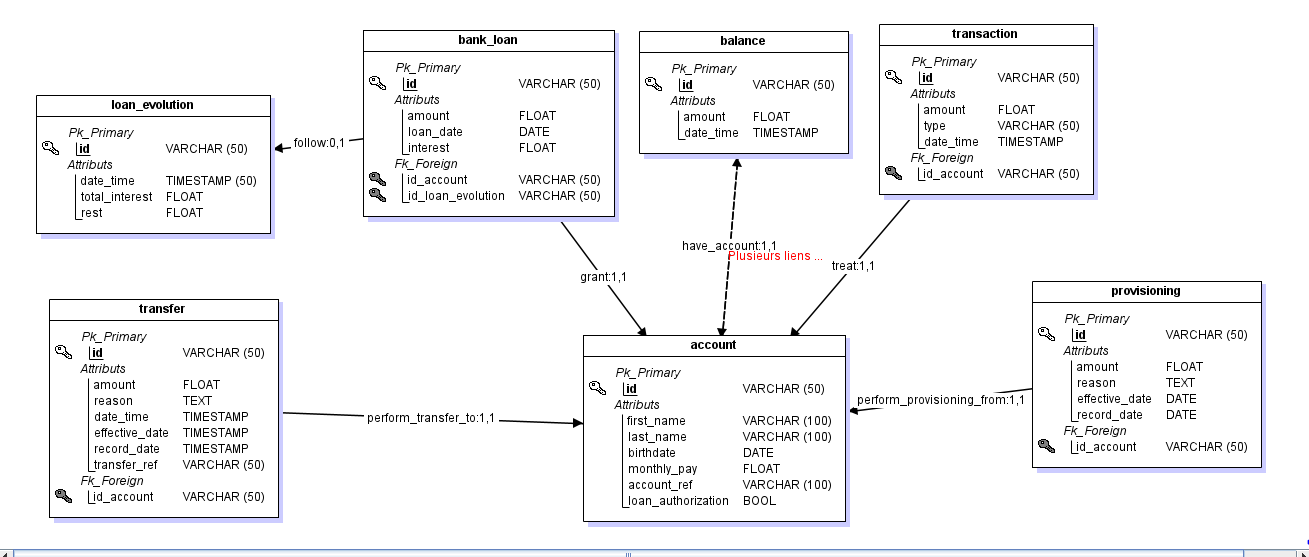 loan_evolution
Pk_Primary
id VARCHAR (50)
Attributs
date_time TIMESTAMP (50)
total_interest FLOAT
rest FLOAT
follow:0,1
bank_loan
Pk_Primary
id VARCHAR (50)
Attributs
amount FLOAT
loan_date DATE
interest FLOAT
Fk_Foreign
id_account VARCHAR (50)
id_loan_evolution VARCHAR (50)
balance
Pk_Primary
id VARCHAR (50)
Attributs
amount FLOAT
date_time TIMESTAMP
transaction
Pk_Primary
id VARCHAR (50)
Attributs
amount FLOAT
type VARCHAR (50)
date_time TIMESTAMP
Fk_Foreign
id_account VARCHAR (50)
grant:1,1
have_account:1,1
Plusieurs liens ...
treat:1,1
transfer
Pk_Primary
id VARCHAR (50)
Attributs
amount FLOAT
reason TEXT
date_time TIMESTAMP
effective_date TIMESTAMP
record_date TIMESTAMP
transfer_ref VARCHAR (50)
Fk_Foreign
id_account VARCHAR (50)
perform_transfer_to:1,1
account
Pk_Primary
id VARCHAR (50)
Attributs
first_name VARCHAR (100)
last_name VARCHAR (100)
birthdate DATE
monthly_pay FLOAT
account_ref VARCHAR (100)
loan_authorization BOOL
perform_provisioning_from:1,1
provisioning
Pk_Primary
id VARCHAR (50)
Attributs
amount FLOAT
reason TEXT
effective_date DATE
record_date DATE
Fk_Foreign
id_account VARCHAR (50)